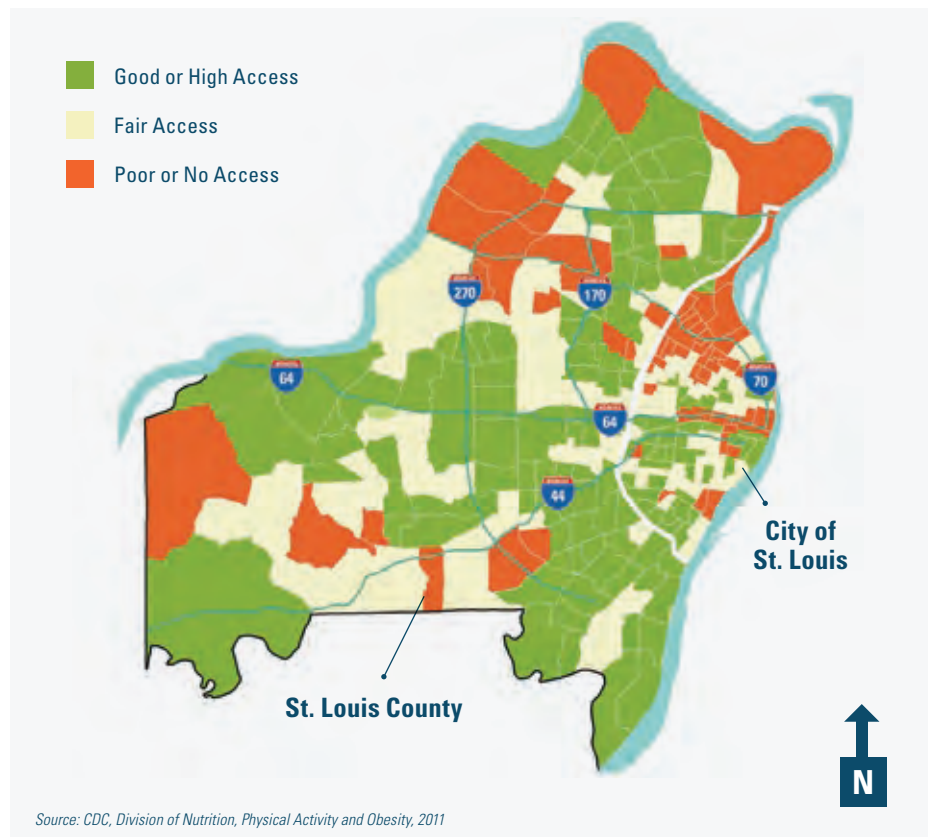 Good or High Access
Fair Access
Poor or No Access
270
170
64
70
64
44
City of
St. Louis
St. Louis County
N
Source: CDC, Division of Nutrition, Physical Activity and Obesity, 2011